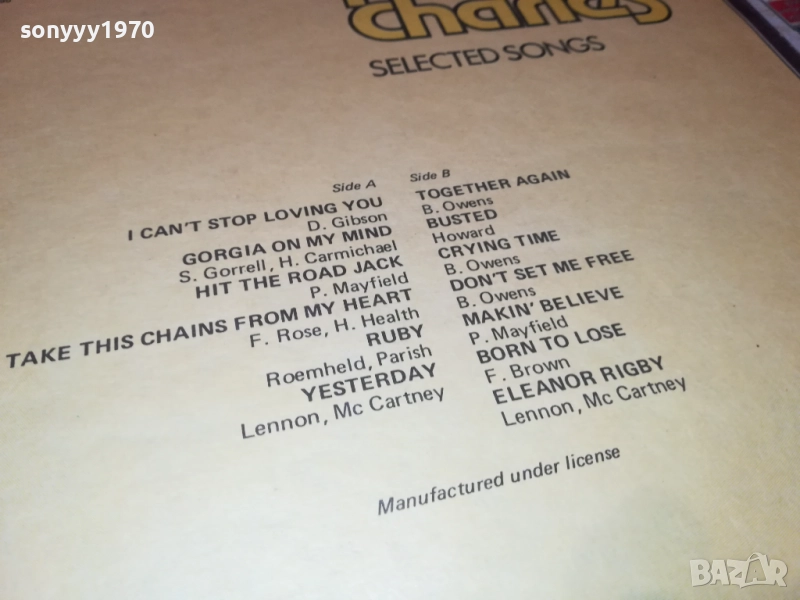 sonyyy1970
Charles
SELECTED SONGS
Side A
I CAN'T STOP LOVING YOU
D. Gibson
GORGIA ON MY MIND
S. Gorrell, H. Carmichael
HIT THE ROAD JACK
P. Mayfield
TAKE THIS CHAINS FROM MY HEART
F. Rose, H. Health
RUBY
Roemheld, Parish
YESTERDAY
Lennon, Mc Cartney
Side B
TOGETHER AGAIN
B. Owens
BUSTED
Howard
CRYING TIME
B. Owens
DON'T SET ME FREE
B. Owens
MAKIN' BELIEVE
P. Mayfield
BORN TO LOSE
F. Brown
ELEANOR RIGBY
Lennon, Mc Cartney
Manufactured under license
BAZAR